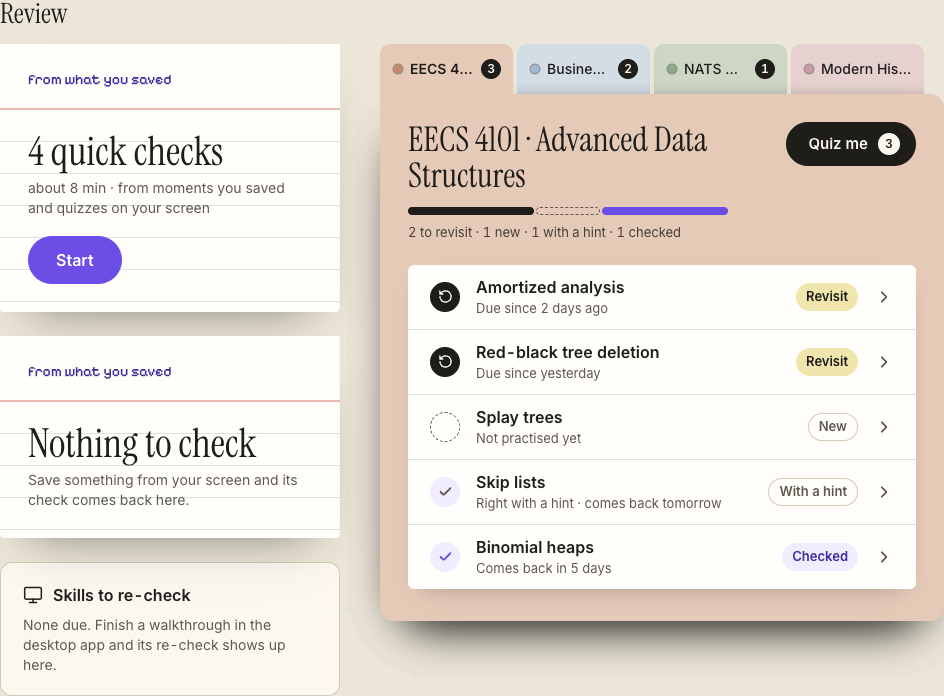 Review
from what you saved
4 quick checks
about 8 min · from moments you saved
and quizzes on your screen
Start
from what you saved
Nothing to check
Save something from your screen and its
check comes back here.
Skills to re-check
None due. Finish a walkthrough in the
desktop app and its re-check shows up
here.
EECS 4… 3
Busine… 2
NATS … 1
Modern His…
EECS 4101 · Advanced Data
Structures
Quiz me 3
2 to revisit · 1 new · 1 with a hint · 1 checked
Amortized analysis
Due since 2 days ago
Revisit
Red-black tree deletion
Due since yesterday
Revisit
Splay trees
Not practised yet
New
Skip lists
Right with a hint · comes back tomorrow
With a hint
Binomial heaps
Comes back in 5 days
Checked